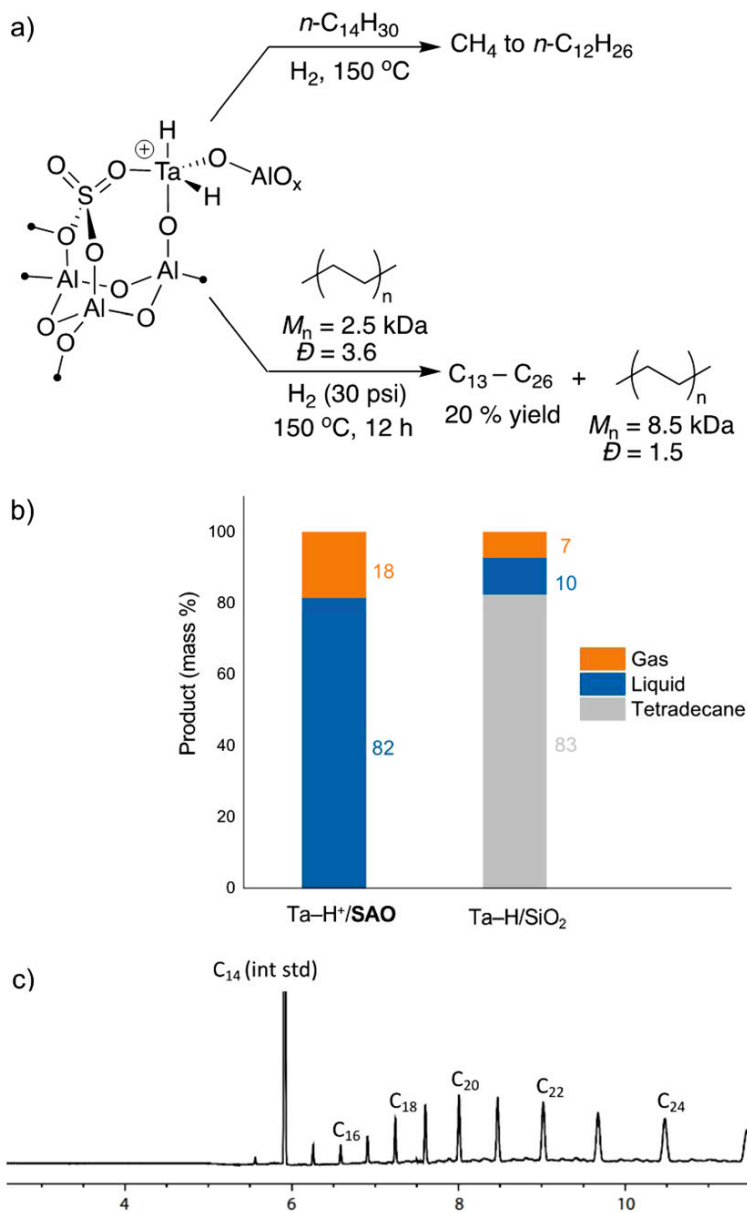 a)
n-C₁₄H₃₀
H₂, 150 °C
CH₄ to n-C₁₂H₂₆
H
⊕
O
O
Ta
O
AlOₓ
O
S
H
O
O
O
Al
O
Al
Al
O
O
O
n
Mₙ = 2.5 kDa
Đ = 3.6
H₂ (30 psi)
150 °C, 12 h
C₁₃ – C₂₆
20 % yield
+
n
Mₙ = 8.5 kDa
Đ = 1.5
b)
Product (mass %)
100
80
60
40
20
0
18
82
7
10
83
Gas
Liquid
Tetradecane
Ta–H⁺/SAO
Ta–H/SiO₂
c)
C₁₄ (int std)
C₁₆
C₁₈
C₂₀
C₂₂
C₂₄
4
6
8
10